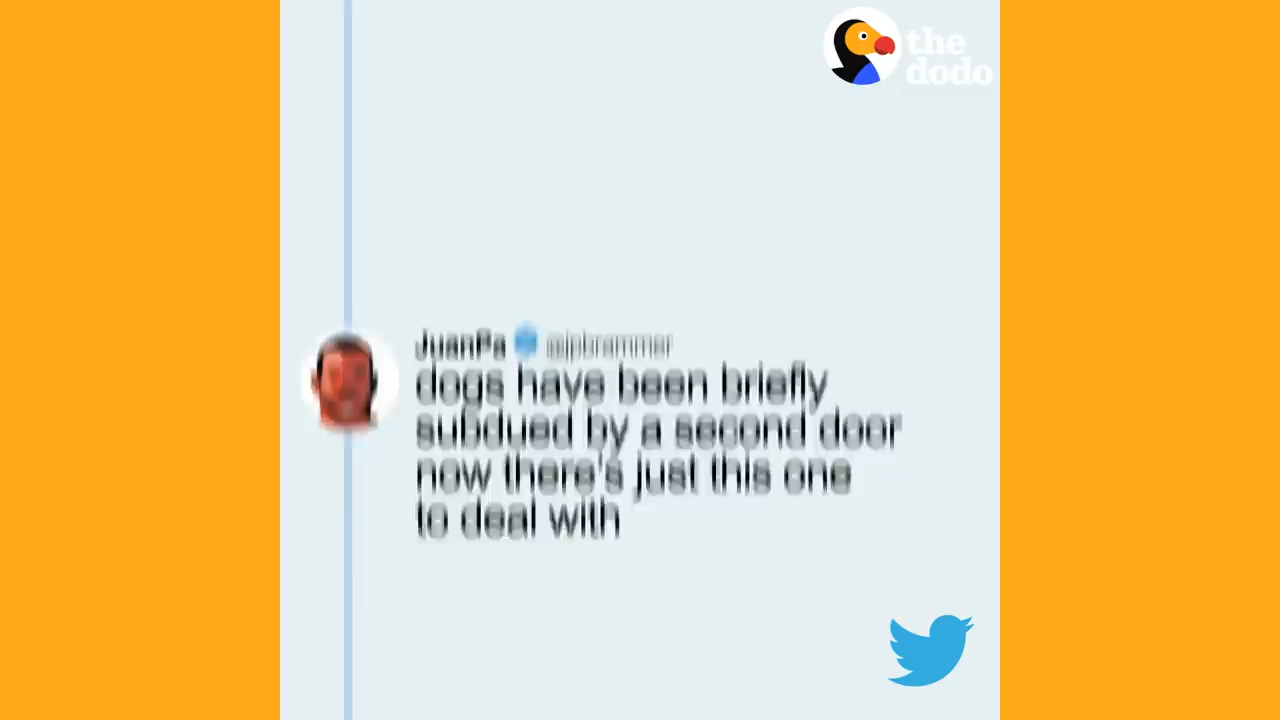 the
dodo
JuanPa @jpbrammer
dogs have been briefly
subdued by a second door
now there's just this one
to deal with